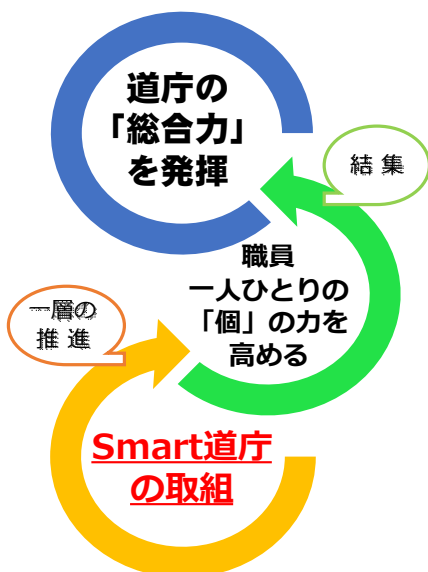 道庁の
「総合力」
を発揮
結 集
職員
一人ひとりの
「個」の力を
高める
一層の
推 進
Smart道庁
の取組